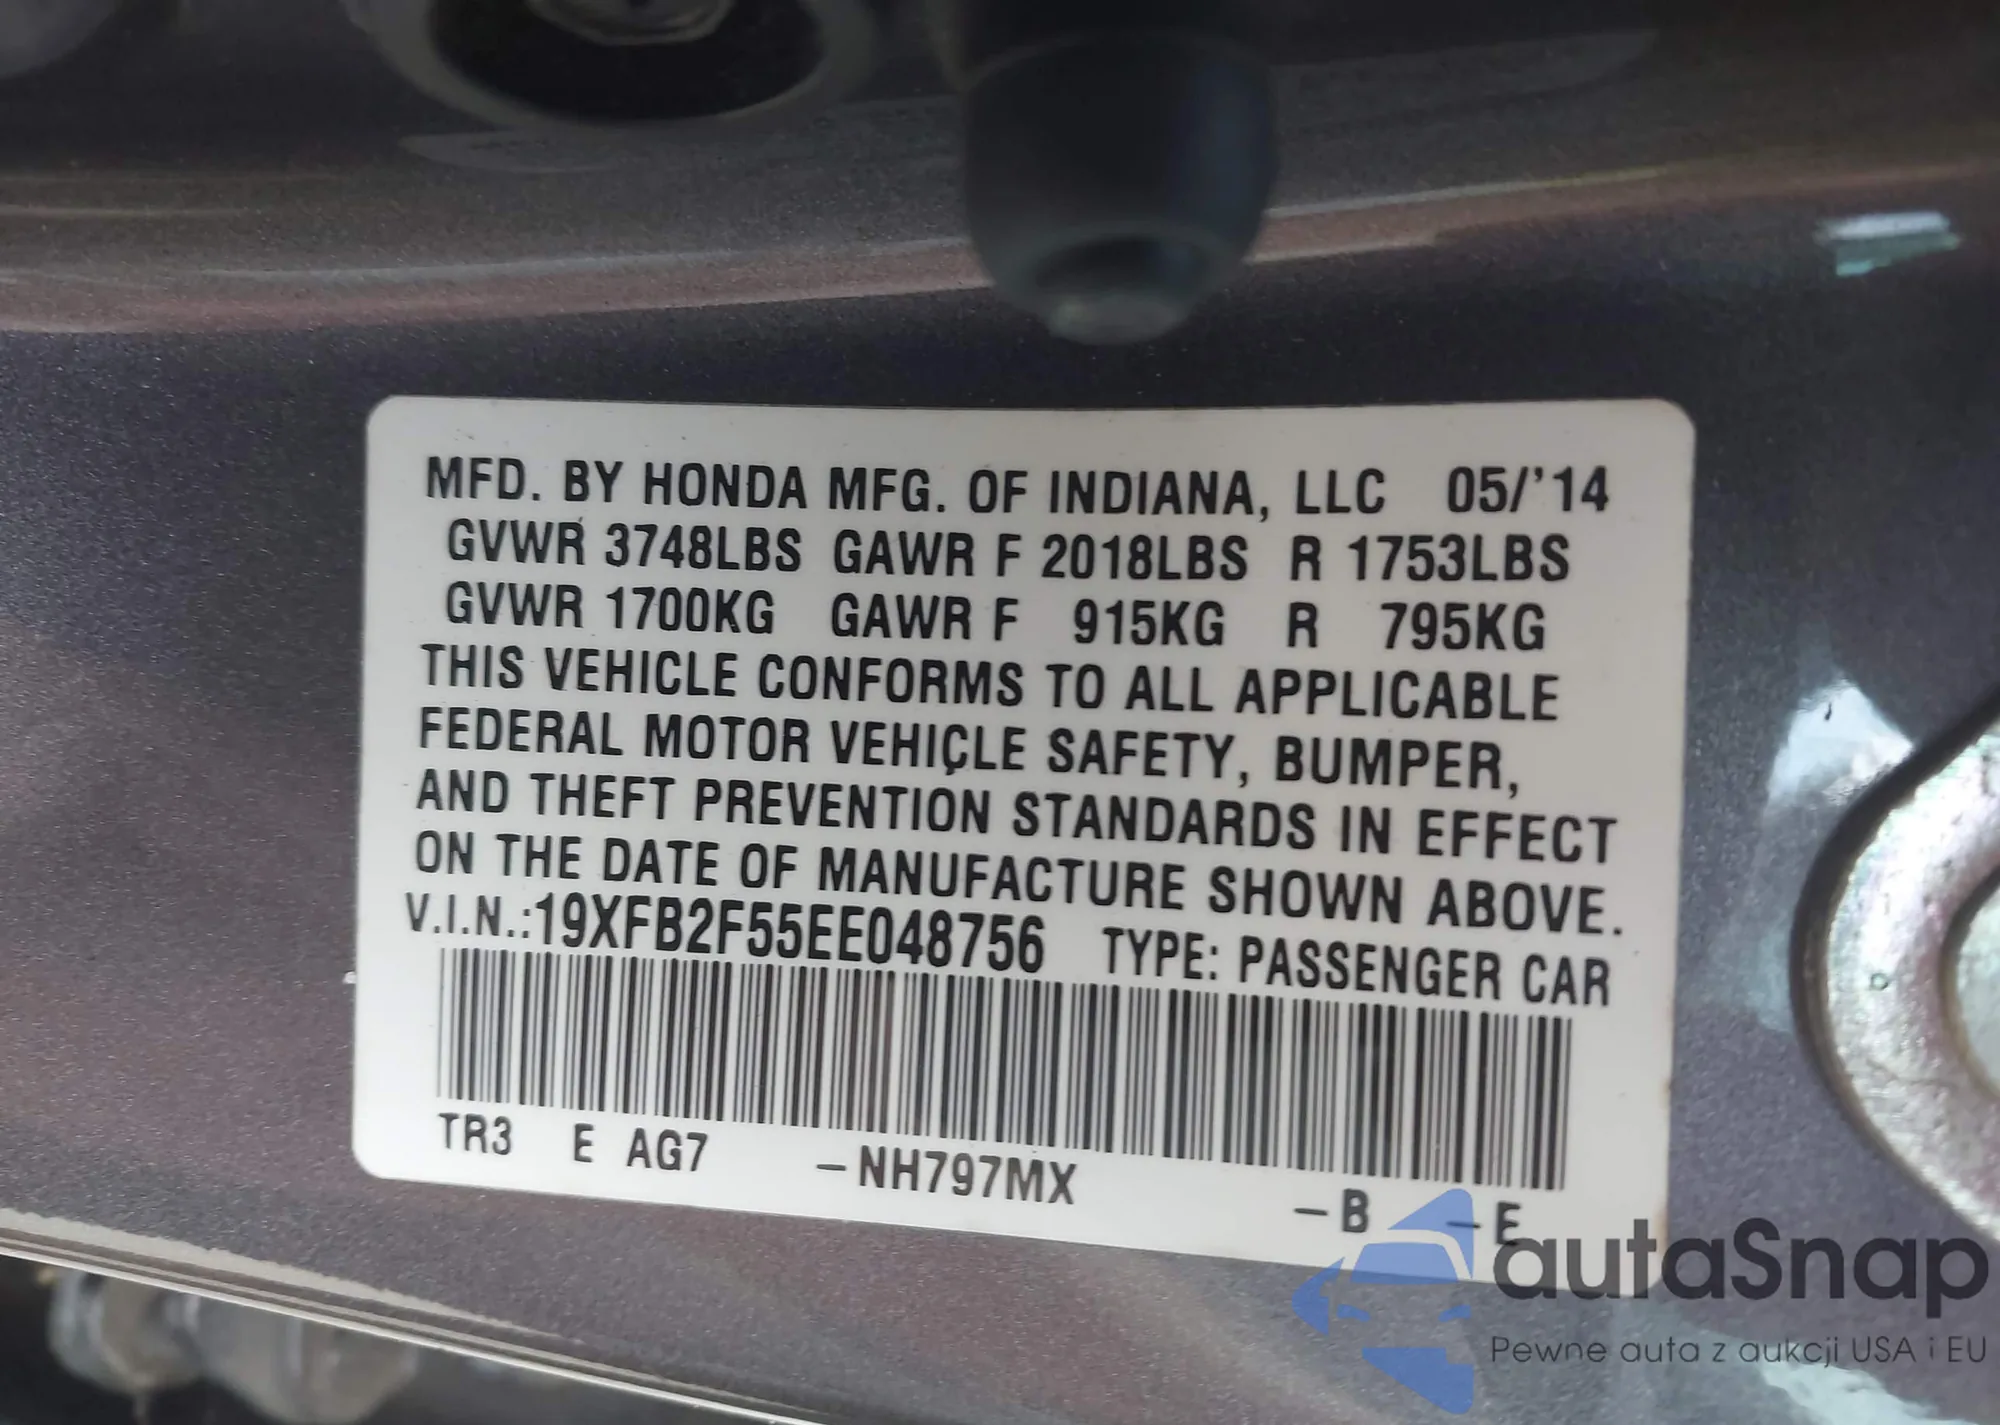 MFD. BY HONDA MFG. OF INDIANA, LLC 05/'14
GVWR 3748LBS GAWR F 2018LBS R 1753LBS
GVWR 1700KG GAWR F 915KG R 795KG
THIS VEHICLE CONFORMS TO ALL APPLICABLE
FEDERAL MOTOR VEHICLE SAFETY, BUMPER,
AND THEFT PREVENTION STANDARDS IN EFFECT
ON THE DATE OF MANUFACTURE SHOWN ABOVE.
V.I.N.:19XFB2F55EE048756 TYPE: PASSENGER CAR
TR3 E AG7 –NH797MX –B –E
autaSnap
Pewne auta z aukcji USA i EU